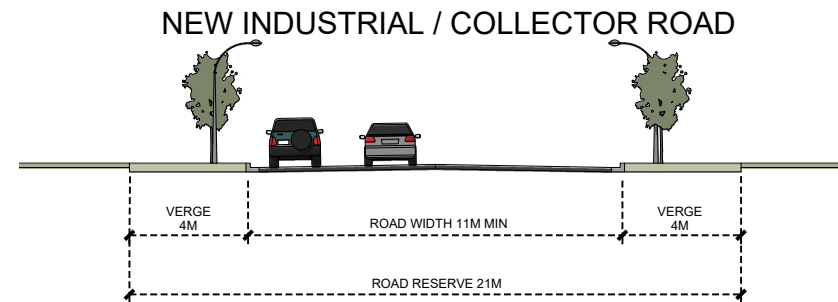 NEW INDUSTRIAL / COLLECTOR ROAD
VERGE
4M
ROAD WIDTH 11M MIN
VERGE
4M
ROAD RESERVE 21M